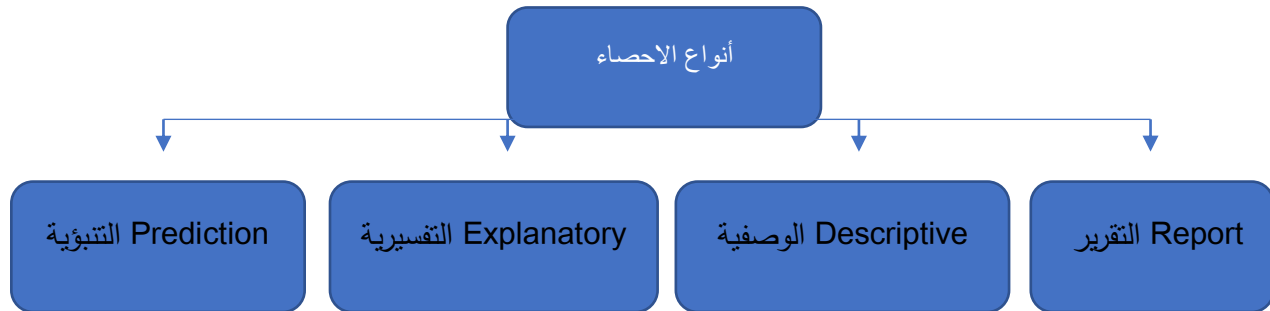 أنواع الاحصاء
التقرير Report
الوصفية Descriptive
التفسيرية Explanatory
التنبؤية Prediction